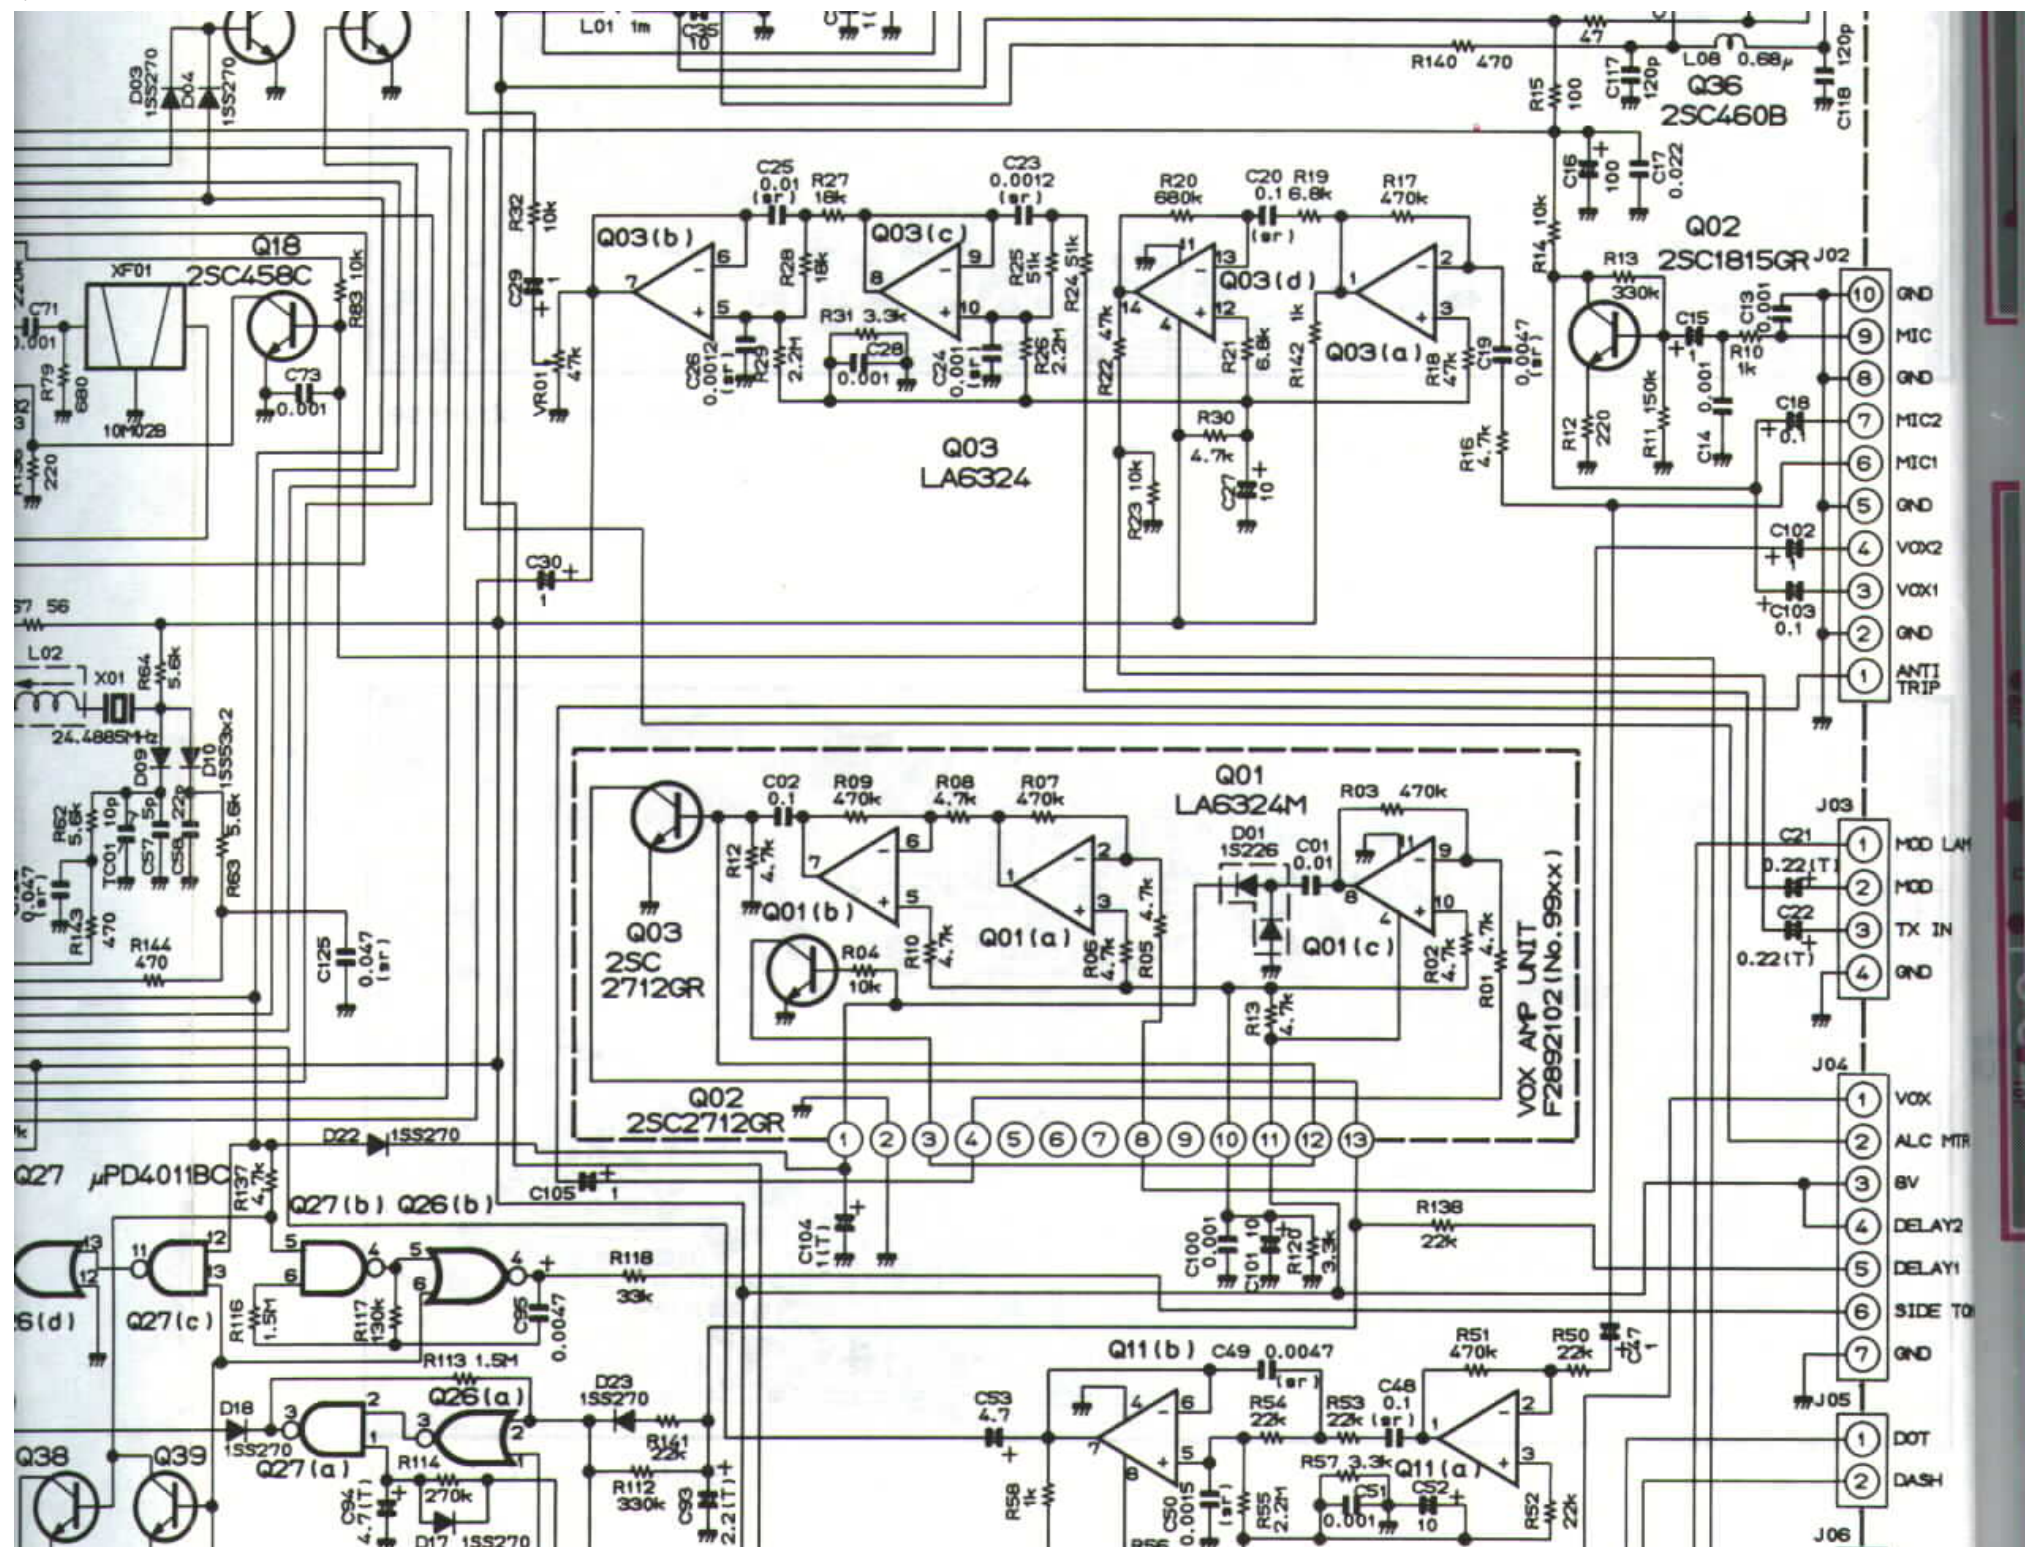 L01 1m
C35
10
47
R140 470
L08 0.68μ
120p
C117
120p
C118
Q36
2SC460B
R15
100
D03
1SS270
D04
1SS270
C16
100
C17
0.022
C25
0.01
(sr)
R27
18k
C23
0.0012
(sr)
R20
680k
C20
0.1
R19
6.8k
(sr)
R17
470k
R32
10k
Q03(b)
Q03(c)
Q03(d)
Q03(a)
R28
18k
R25
51k
R24
51k
R14 10k
Q02
2SC1815GR
R13
330k
C13
0.001
C15
1
R10
1k
J02
10 GND
9 MIC
8 GND
7 MIC2
6 MIC1
5 GND
4 VOX2
3 VOX1
2 GND
1 ANTI
TRIP
Q18
2SC458C
XF01
10M02B
R83 10k
C71
0.001
R79
680
C73
0.001
220
C29
1
VR01
47k
C26
0.0012
(sr)
R29
2.2M
R31 3.3k
C28
0.001
C24
0.001
(sr)
R26
2.2M
R22 47k
R21
6.8k
R142 1k
R18
47k
C19
0.0047
(sr)
R30
4.7k
C27
10
R23 10k
R16
4.7k
R12
220
R11 150k
C14 0.001
C18
0.1
C102
1
C103
0.1
Q03
LA6324
C30
1
56
L02
X01
R64
5.6k
24.4885MHz
D09
D10
1SS53x2
R62
5.6k
TC01 10p
C57 5p
C58 22p
R63 5.6k
0.047
(sr)
R143
470
R144
470
C125
0.047
(sr)
C02
0.1
R09
470k
R08
4.7k
R07
470k
Q01
LA6324M
R03 470k
D01
1S226
C01
0.01
R12
4.7k
Q01(b)
Q01(a)
Q01(c)
Q03
2SC
2712GR
R04
10k
R10
4.7k
R06
4.7k
R05 4.7k
R13
4.7k
R02
4.7k
R01 4.7k
VOX AMP UNIT
F2892102(No.99xx)
Q02
2SC2712GR
1 2 3 4 5 6 7 8 9 10 11 12 13
J03
C21
0.22(T)
C22
0.22(T)
1 MOD LAM
2 MOD
3 TX IN
4 GND
J04
1 VOX
2 ALC MTR
3 8V
4 DELAY2
5 DELAY1
6 SIDE TO
7 GND
D22 1SS270
Q27 μPD4011BC
R137
4.7k
Q27(b) Q26(b)
C105
1
C104
1(T)
C100
0.001
C101 10
R120
3.3k
R138
22k
Q27(c)
R116
1.5M
R117
130k
C95
0.0047
R118
33k
R113 1.5M
Q26(a)
D18
1SS270
Q27(a)
R114
270k
C94
4.7(T)
D17 1SS270
D23
1SS270
R141
22k
R112
330k
C93
2.2(T)
Q38
Q39
C53
4.7
Q11(b)
C49 0.0047
(sr)
R54
22k
R53
22k
C48
0.1
(sr)
R51
470k
R50
22k
C47
1
R57 3.3k
Q11(a)
R58
1k
C50
0.0015
(sr)
R55
2.2M
C51
0.001
C52
10
R52
22k
R56
J05
1 DOT
2 DASH
J06